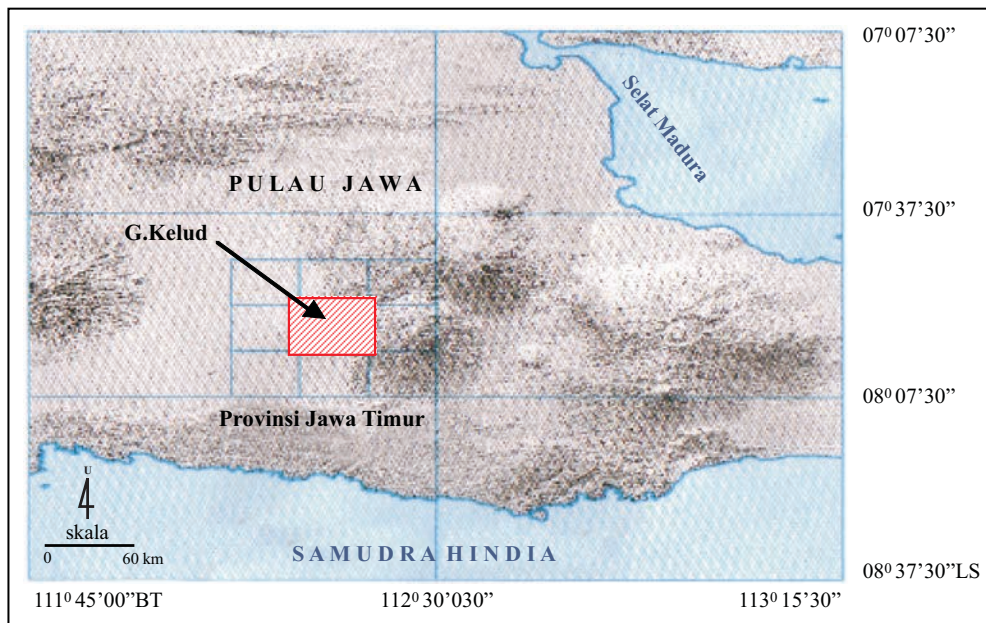 07⁰ 07’30”
Selat Madura
PULAU JAWA
07⁰ 37’30”
G.Kelud
08⁰ 07’30”
Provinsi Jawa Timur
U
skala
0 60 km
SAMUDRA HINDIA
08⁰ 37’30”LS
111⁰ 45’00”BT 112⁰ 30’030” 113⁰ 15’30”